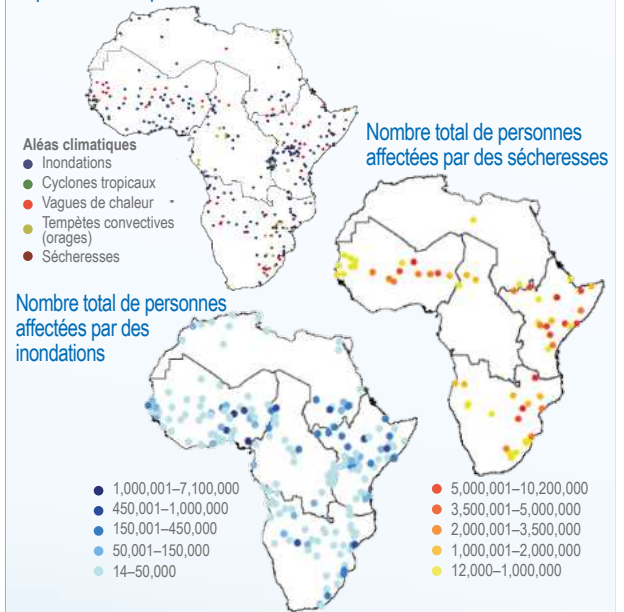 Aléas climatiques
Inondations
Cyclones tropicaux
Vagues de chaleur
Tempètes convectives
(orages)
Sécheresses
Nombre total de personnes
affectées par des sécheresses
Nombre total de personnes
affectées par des
inondations
1,000,001–7,100,000
450,001–1,000,000
150,001–450,000
50,001–150,000
14–50,000
5,000,001–10,200,000
3,500,001–5,000,000
2,000,001–3,500,000
1,000,001–2,000,000
12,000–1,000,000